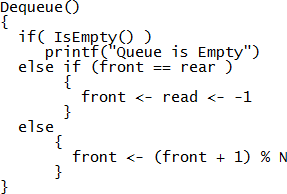 Dequeue()
{
if( IsEmpty() )
printf("Queue is Empty")
else if (front == rear )
{
front <- read <- -1
}
else
{
front <- (front + 1) % N
}
}